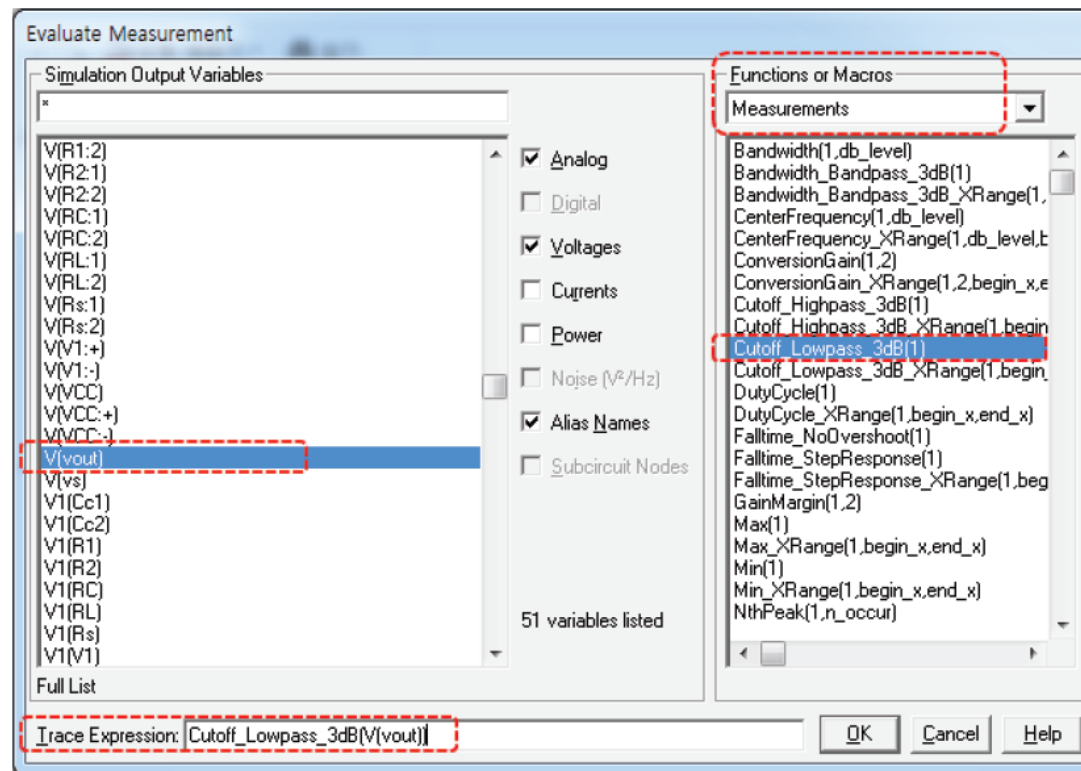 Evaluate Measurement
Simulation Output Variables
*
V(R1:2)
V(R2:1)
V(R2:2)
V(RC:1)
V(RC:2)
V(RL:1)
V(RL:2)
V(Rs:1)
V(Rs:2)
V(V1:+)
V(V1:-)
V(VCC)
V(VCC:+)
V(VCC:-)
V(vout)
V(vs)
V1(Cc1)
V1(Cc2)
V1(R1)
V1(R2)
V1(RC)
V1(RL)
V1(Rs)
V1(V1)
Full List
Analog
Digital
Voltages
Currents
Power
Noise (V²/Hz)
Alias Names
Subcircuit Nodes
51 variables listed
Functions or Macros
Measurements
Bandwidth(1,db_level)
Bandwidth_Bandpass_3dB(1)
Bandwidth_Bandpass_3dB_XRange(1,
CenterFrequency(1,db_level)
CenterFrequency_XRange(1,db_level,b
ConversionGain(1,2)
ConversionGain_XRange(1,2,begin_x,e
Cutoff_Highpass_3dB(1)
Cutoff_Highpass_3dB_XRange(1,begin
Cutoff_Lowpass_3dB(1)
Cutoff_Lowpass_3dB_XRange(1,begin_
DutyCycle(1)
DutyCycle_XRange(1,begin_x,end_x)
Falltime_NoOvershoot(1)
Falltime_StepResponse(1)
Falltime_StepResponse_XRange(1,beg
GainMargin(1,2)
Max(1)
Max_XRange(1,begin_x,end_x)
Min(1)
Min_XRange(1,begin_x,end_x)
NthPeak(1,n_occur)
Trace Expression: Cutoff_Lowpass_3dB(V(vout))
OK
Cancel
Help